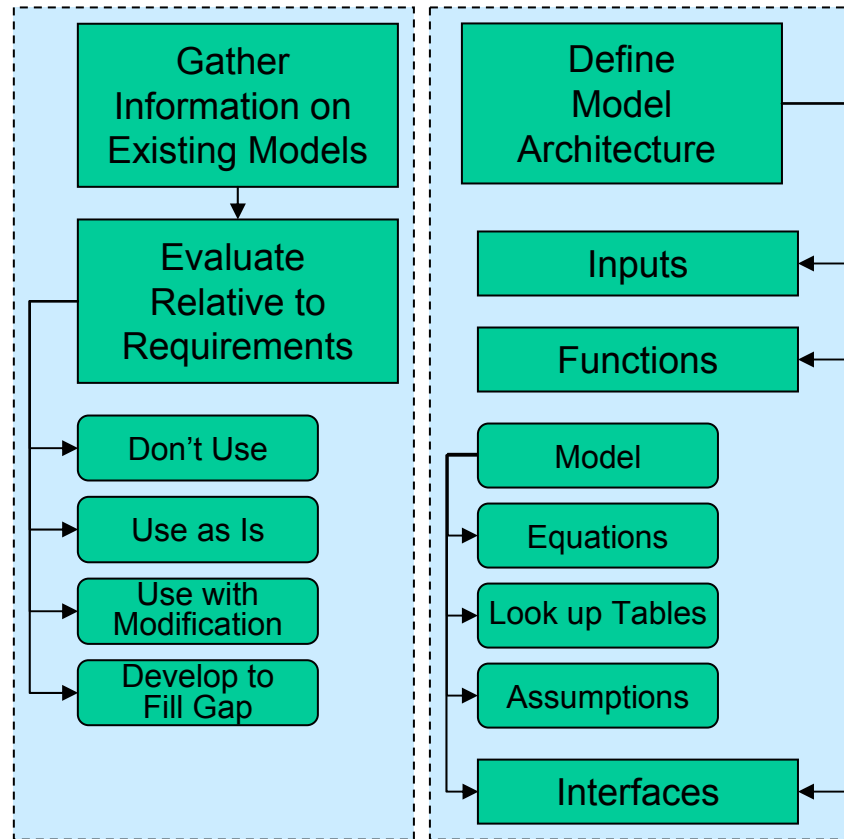 Gather
Information on
Existing Models
Evaluate
Relative to
Requirements
Don't Use
Use as Is
Use with
Modification
Develop to
Fill Gap
Define
Model
Architecture
Inputs
Functions
Model
Equations
Look up Tables
Assumptions
Interfaces